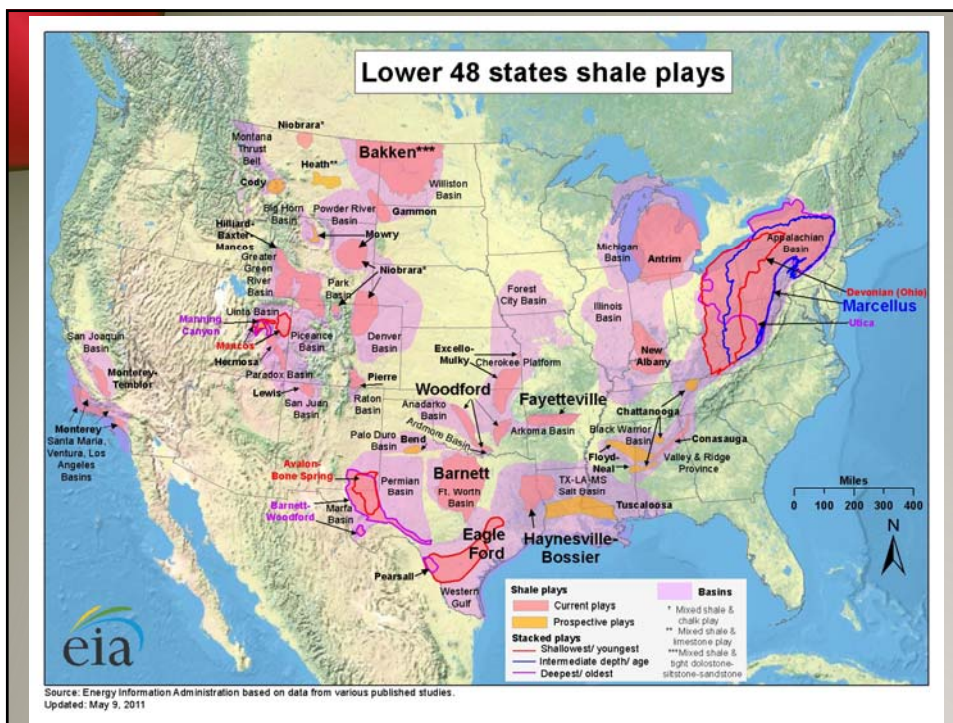 Lower 48 states shale plays
Niobrara*
Montana
Thrust
Belt
Bakken***
Heath**
Cody
Williston
Basin
Big Horn
Basin
Powder River
Basin
Gammon
Hilliard-
Baxter-
Mancos
Mowry
Greater
Green
River
Basin
Niobrara*
Park
Basin
Michigan
Basin
Antrim
Appalachian
Basin
Devonian (Ohio)
Marcellus
Utica
Forest
City Basin
Illinois
Basin
Uinta Basin
Manning
Canyon
Mancos
Piceance
Basin
Denver
Basin
San Joaquin
Basin
Hermosa
Paradox Basin
Excello-
Mulky
Cherokee Platform
New
Albany
Monterey-
Temblor
Lewis
San Juan
Basin
Pierre
Raton
Basin
Woodford
Anadarko
Basin
Ardmore Basin
Fayetteville
Arkoma Basin
Chattanooga
Black Warrior
Basin
Conasauga
Monterey
Santa Maria,
Ventura, Los
Angeles
Basins
Palo Duro
Basin
Bend
Floyd-
Neal
Valley & Ridge
Province
Avalon-
Bone Spring
Permian
Basin
Barnett
Ft. Worth
Basin
TX-LA-MS
Salt Basin
Tuscaloosa
Barnett-
Woodford
Marfa
Basin
Eagle
Ford
Haynesville-
Bossier
Pearsall
Western
Gulf
Miles
0 100 200 300 400
N
Shale plays
Current plays
Prospective plays
Stacked plays
Shallowest/ youngest
Intermediate depth/ age
Deepest/ oldest
Basins
* Mixed shale &
chalk play
** Mixed shale &
limestone play
***Mixed shale &
tight dolostone-
siltstone-sandstone
eia
Source: Energy Information Administration based on data from various published studies.
Updated: May 9, 2011